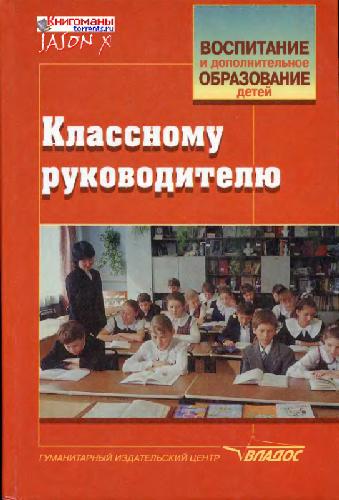 Книгоманы
torrents.ru
JASON X
ВОСПИТАНИЕ
и дополнительное
ОБРАЗОВАНИЕ
детей
Классному
руководителю
ГУМАНИТАРНЫЙ ИЗДАТЕЛЬСКИЙ ЦЕНТР
ВЛАДОС